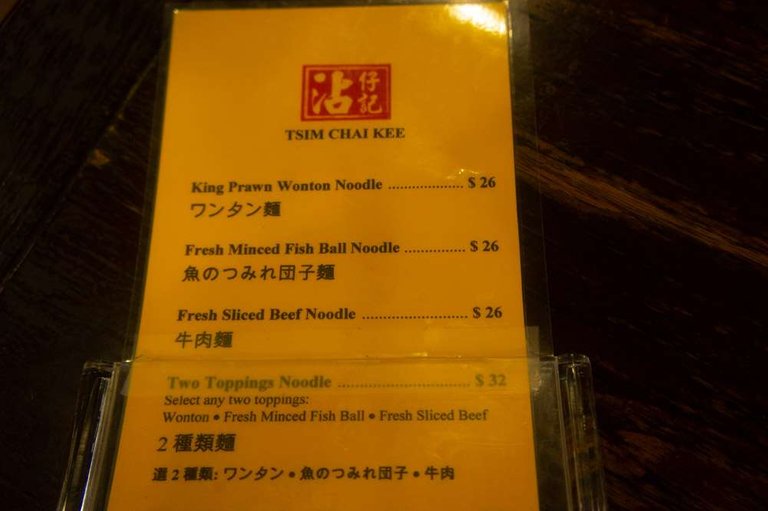 沾仔記
TSIM CHAI KEE
King Prawn Wonton Noodle ................... $ 26
ワンタン麵
Fresh Minced Fish Ball Noodle ............... $ 26
魚のつみれ団子麵
Fresh Sliced Beef Noodle .......................... $ 26
牛肉麵
Two Toppings Noodle ................................ $ 32
Select any two toppings:
Wonton ● Fresh Minced Fish Ball ● Fresh Sliced Beef
2 種類麵
選 2 種類: ワンタン ● 魚のつみれ団子 ● 牛肉